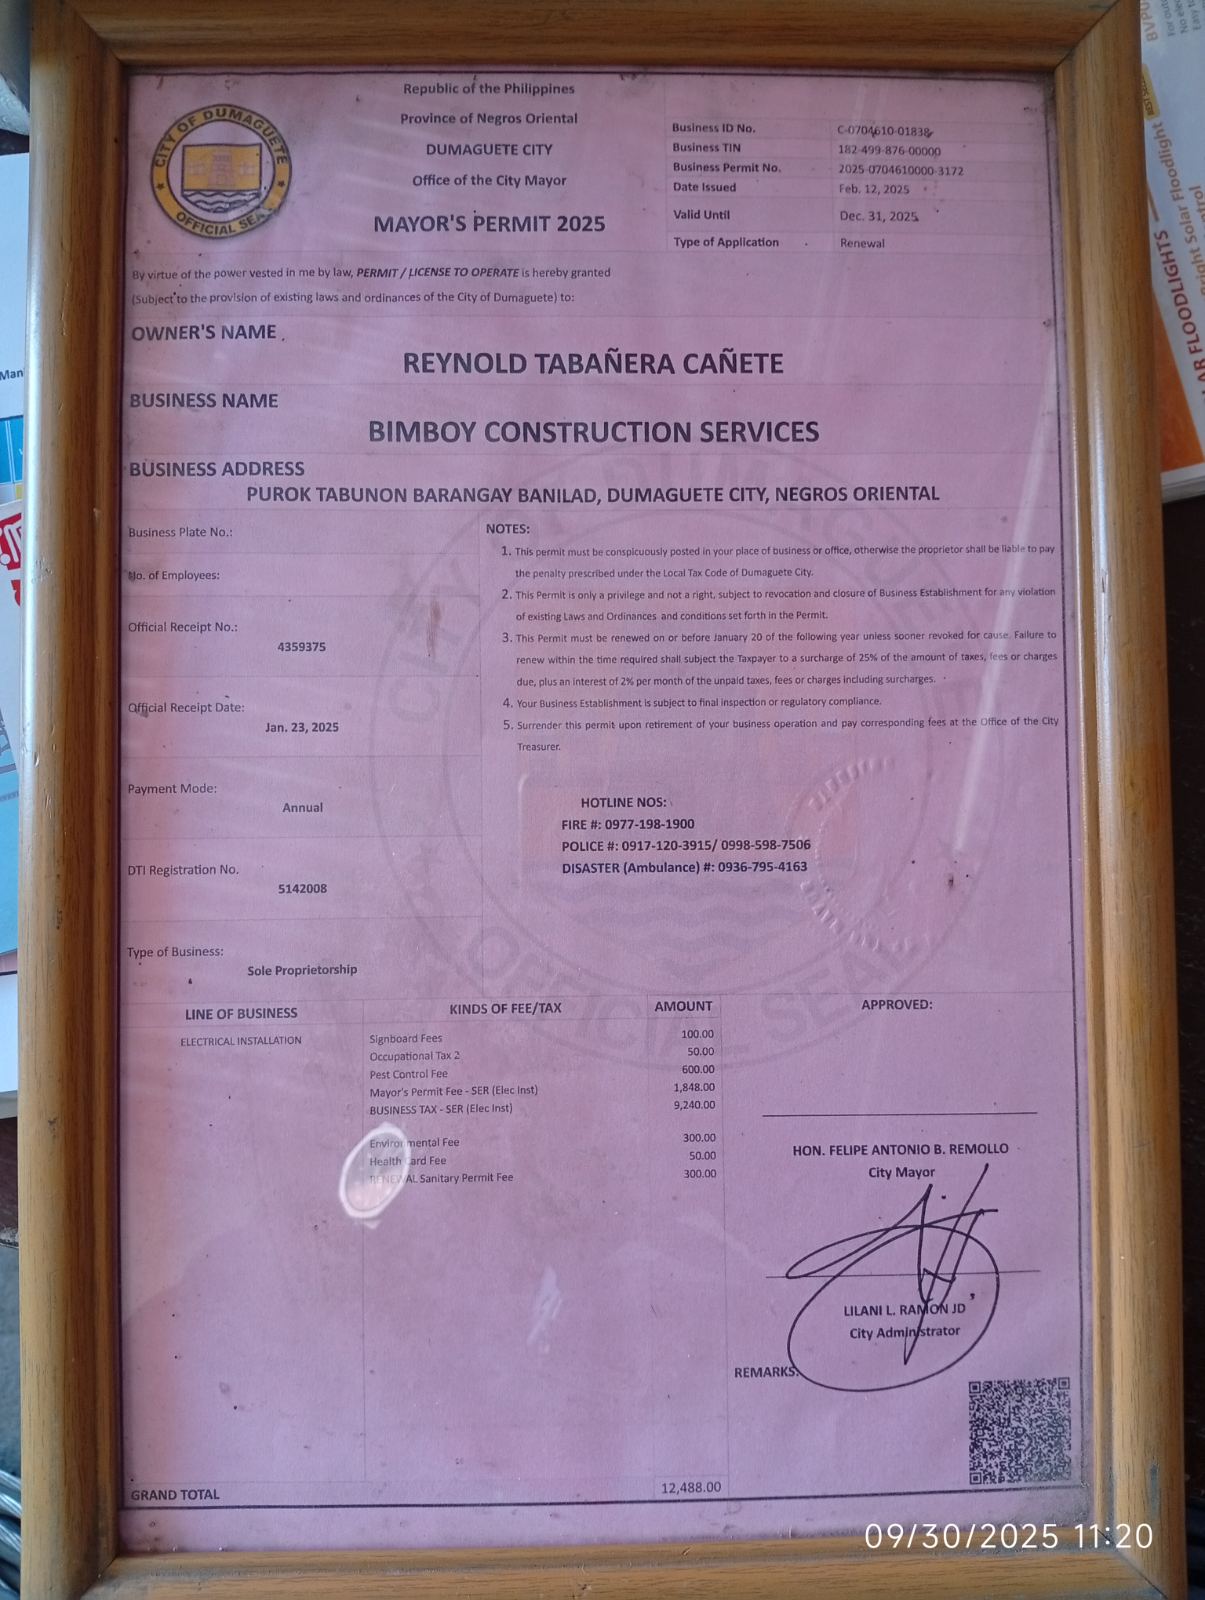 CITY OF DUMAGUETE
OFFICIAL SEAL
Republic of the Philippines
Province of Negros Oriental
DUMAGUETE CITY
Office of the City Mayor
MAYOR'S PERMIT 2025
Business ID No. C-0704610-01838
Business TIN 182-499-876-00000
Business Permit No. 2025-0704610000-3172
Date Issued Feb. 12, 2025
Valid Until Dec. 31, 2025
Type of Application Renewal
By virtue of the power vested in me by law, PERMIT / LICENSE TO OPERATE is hereby granted
(Subject to the provision of existing laws and ordinances of the City of Dumaguete) to:
OWNER'S NAME
REYNOLD TABAÑERA CAÑETE
BUSINESS NAME
BIMBOY CONSTRUCTION SERVICES
BUSINESS ADDRESS
PUROK TABUNON BARANGAY BANILAD, DUMAGUETE CITY, NEGROS ORIENTAL
Business Plate No.:
No. of Employees:
Official Receipt No.:
4359375
Official Receipt Date:
Jan. 23, 2025
Payment Mode:
Annual
DTI Registration No.
5142008
Type of Business:
Sole Proprietorship
NOTES:
1. This permit must be conspicuously posted in your place of business or office, otherwise the proprietor shall be liable to pay
the penalty prescribed under the Local Tax Code of Dumaguete City.
2. This Permit is only a privilege and not a right, subject to revocation and closure of Business Establishment for any violation
of existing Laws and Ordinances and conditions set forth in the Permit.
3. This Permit must be renewed on or before January 20 of the following year unless sooner revoked for cause. Failure to
renew within the time required shall subject the Taxpayer to a surcharge of 25% of the amount of taxes, fees or charges
due, plus an interest of 2% per month of the unpaid taxes, fees or charges including surcharges.
4. Your Business Establishment is subject to final inspection or regulatory compliance.
5. Surrender this permit upon retirement of your business operation and pay corresponding fees at the Office of the City
Treasurer.
HOTLINE NOS:
FIRE #: 0977-198-1900
POLICE #: 0917-120-3915/ 0998-598-7506
DISASTER (Ambulance) #: 0936-795-4163
LINE OF BUSINESS KINDS OF FEE/TAX AMOUNT
ELECTRICAL INSTALLATION
Signboard Fees 100.00
Occupational Tax 2 50.00
Pest Control Fee 600.00
Mayor's Permit Fee - SER (Elec Inst) 1,848.00
BUSINESS TAX - SER (Elec Inst) 9,240.00
Environmental Fee 300.00
Health Card Fee 50.00
RENEWAL Sanitary Permit Fee 300.00
GRAND TOTAL 12,488.00
APPROVED:
HON. FELIPE ANTONIO B. REMOLLO
City Mayor
LILANI L. RAMON JD
City Administrator
REMARKS:
09/30/2025 11:20